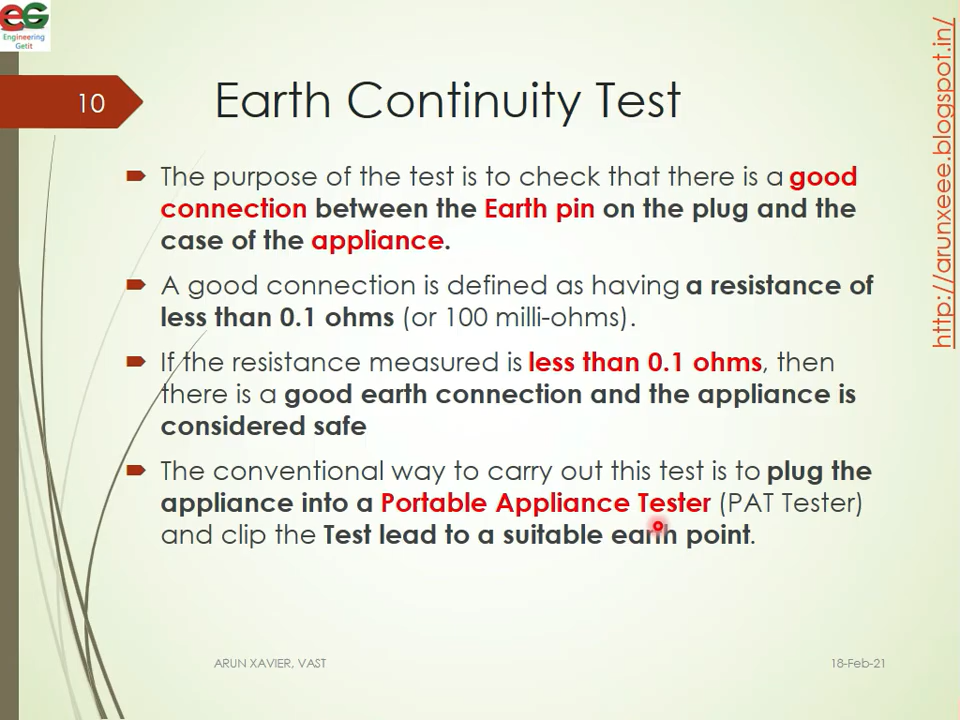 eG
Engineering
Getit
10
Earth Continuity Test
The purpose of the test is to check that there is a good
connection between the Earth pin on the plug and the
case of the appliance.
A good connection is defined as having a resistance of
less than 0.1 ohms (or 100 milli-ohms).
If the resistance measured is less than 0.1 ohms, then
there is a good earth connection and the appliance is
considered safe
The conventional way to carry out this test is to plug the
appliance into a Portable Appliance Tester (PAT Tester)
and clip the Test lead to a suitable earth point.
http://arunxeee.blogspot.in/
ARUN XAVIER, VAST
18-Feb-21